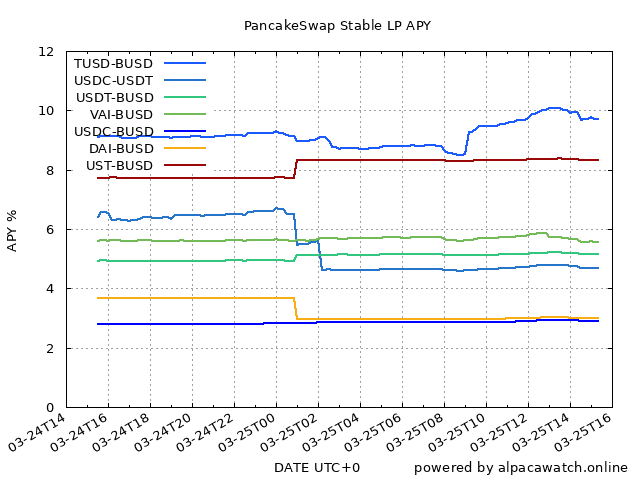 PancakeSwap Stable LP APY
12
10
8
6
4
2
0
APY %
TUSD-BUSD
USDC-USDT
USDT-BUSD
VAI-BUSD
USDC-BUSD
DAI-BUSD
UST-BUSD
03-24T14
03-24T16
03-24T18
03-24T20
03-24T22
03-25T00
03-25T02
03-25T04
03-25T06
03-25T08
03-25T10
03-25T12
03-25T14
03-25T16
DATE UTC+0
powered by alpacawatch.online